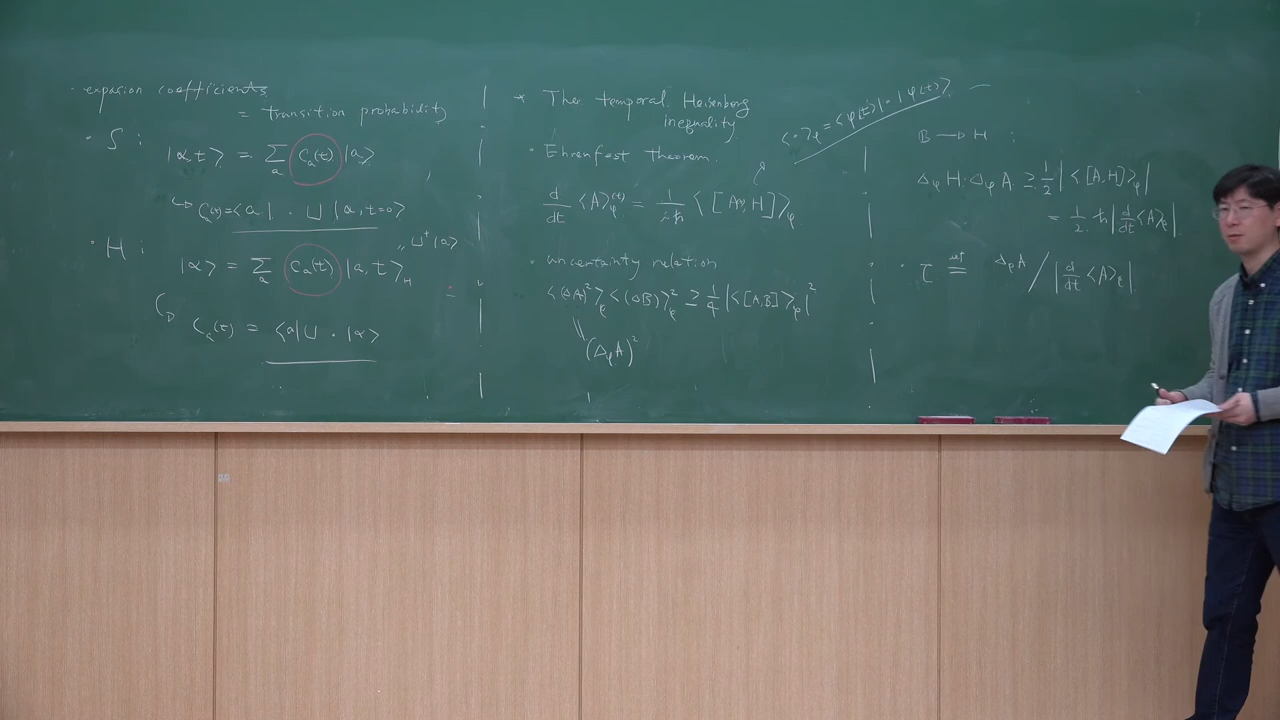 · expasion coefficients
= transition probability
· S :
|α,t> = Σ_a C_a(t) |a>
↪ C_a(t) = <a| · U |α, t=0>
· H :
|α> = Σ_a C_a(t) |a,t>_H
" U† |a>
C_a(t) = <a|U · |α>
* The temporal Heisenberg
inequality
· Ehrenfest theorem.
d/dt <A>_φ^(t) = 1/iħ <[A, H]>_φ
· uncertainty relation
<(ΔA)²>_φ <(ΔB)²>_φ ≥ 1/4 |<[A,B]>_φ|²
\\
(Δ_φ A)²
< · >_φ = <φ(t)| · |φ(t)>
B → H :
Δ_φ H · Δ_φ A ≥ 1/2 |<[A,H]>_φ|
= 1/2 · ħ |d/dt <A>_φ|
· τ def= Δ_φ A / |d/dt <A>_φ|